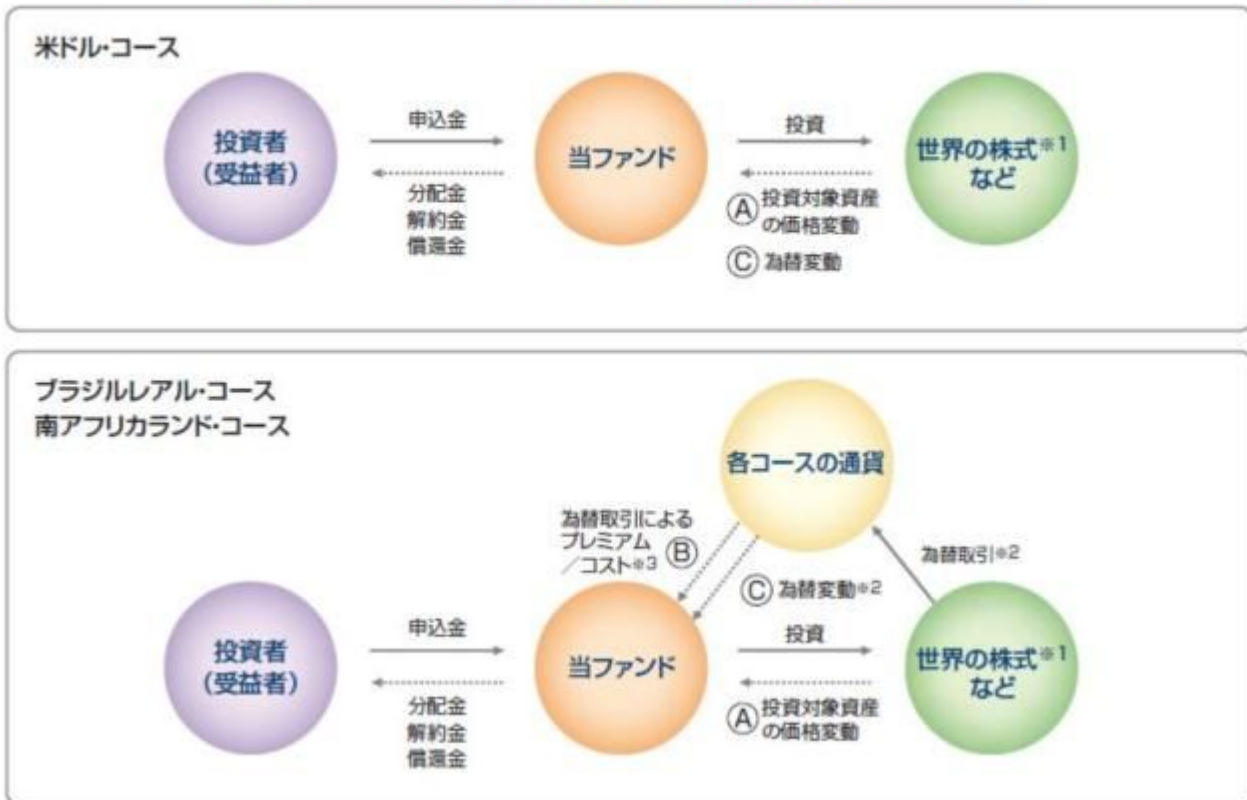 米ドル・コース
投資者
（受益者）
申込金
分配金
解約金
償還金
当ファンド
投資
Ⓐ投資対象資産
の価格変動
Ⓒ 為替変動
世界の株式※1
など
ブラジルレアル・コース
南アフリカランド・コース
各コースの通貨
為替取引による
プレミアム
／コスト※3 Ⓑ
Ⓒ 為替変動※2
為替取引※2
投資者
（受益者）
申込金
分配金
解約金
償還金
当ファンド
投資
Ⓐ投資対象資産
の価格変動
世界の株式※1
など